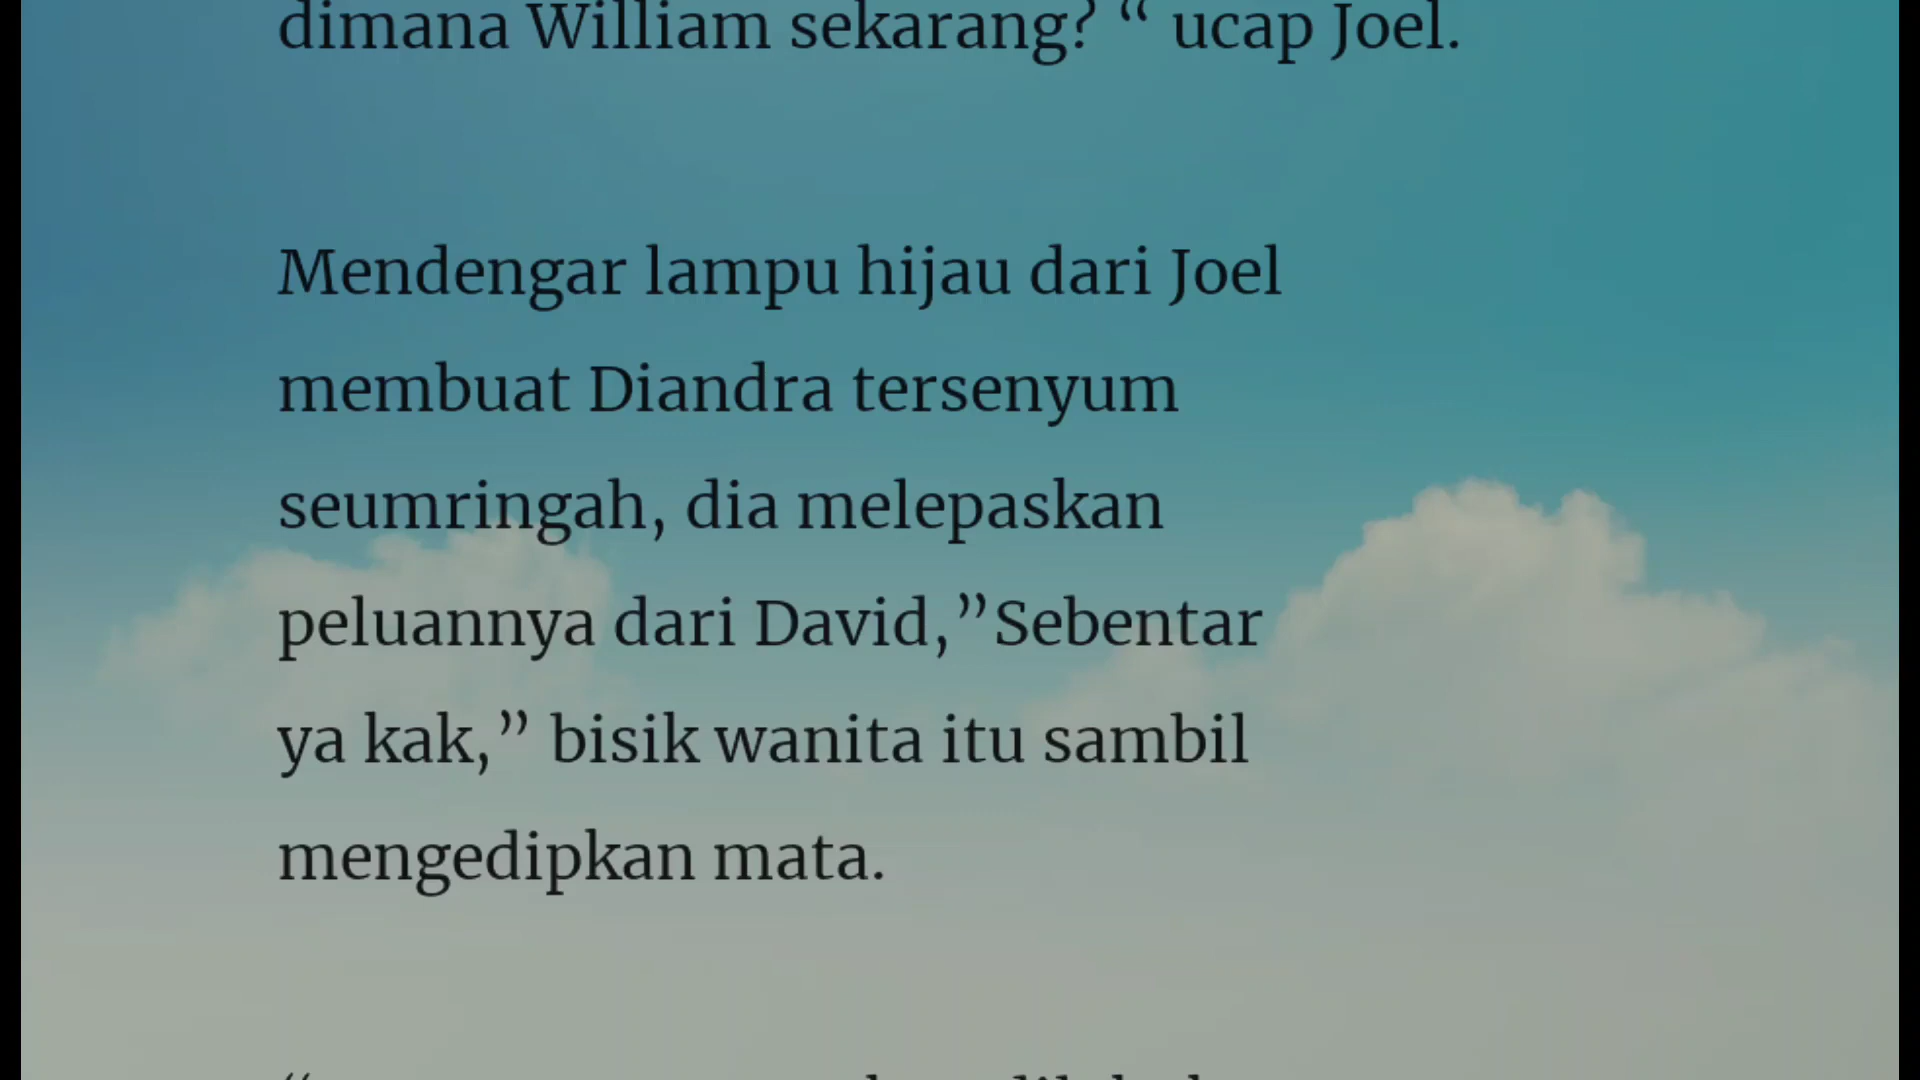 dimana William sekarang? “ ucap Joel.
Mendengar lampu hijau dari Joel
membuat Diandra tersenyum
seumringah, dia melepaskan
peluannya dari David,”Sebentar
ya kak,” bisik wanita itu sambil
mengedipkan mata.